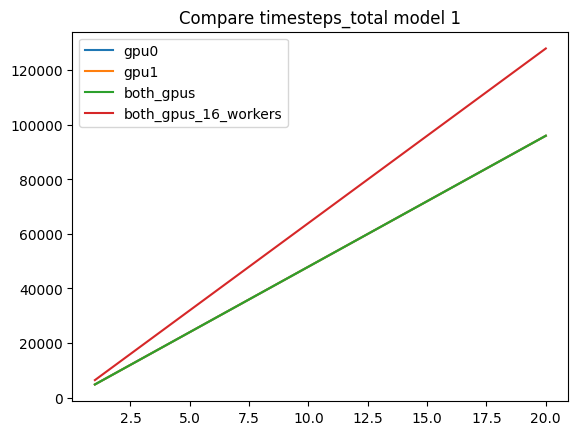 Compare timesteps_total model 1
gpu0
gpu1
both_gpus
both_gpus_16_workers
120000
100000
80000
60000
40000
20000
0
2.5 5.0 7.5 10.0 12.5 15.0 17.5 20.0